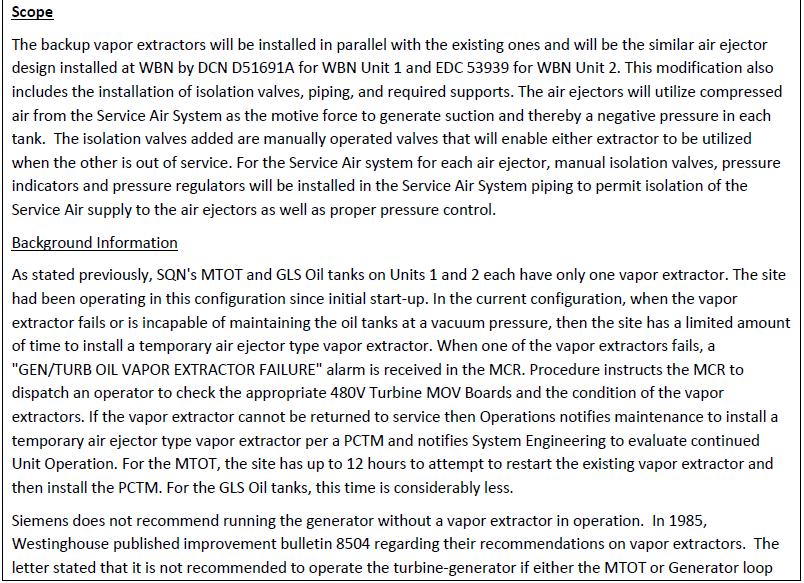 Scope
The backup vapor extractors will be installed in parallel with the existing ones and will be the similar air ejector
design installed at WBN by DCN D51691A for WBN Unit 1 and EDC 53939 for WBN Unit 2. This modification also
includes the installation of isolation valves, piping, and required supports. The air ejectors will utilize compressed
air from the Service Air System as the motive force to generate suction and thereby a negative pressure in each
tank.  The isolation valves added are manually operated valves that will enable either extractor to be utilized
when the other is out of service. For the Service Air system for each air ejector, manual isolation valves, pressure
indicators and pressure regulators will be installed in the Service Air System piping to permit isolation of the
Service Air supply to the air ejectors as well as proper pressure control.
Background Information
As stated previously, SQN's MTOT and GLS Oil tanks on Units 1 and 2 each have only one vapor extractor. The site
had been operating in this configuration since initial start-up. In the current configuration, when the vapor
extractor fails or is incapable of maintaining the oil tanks at a vacuum pressure, then the site has a limited amount
of time to install a temporary air ejector type vapor extractor. When one of the vapor extractors fails, a
"GEN/TURB OIL VAPOR EXTRACTOR FAILURE" alarm is received in the MCR. Procedure instructs the MCR to
dispatch an operator to check the appropriate 480V Turbine MOV Boards and the condition of the vapor
extractors. If the vapor extractor cannot be returned to service then Operations notifies maintenance to install a
temporary air ejector type vapor extractor per a PCTM and notifies System Engineering to evaluate continued
Unit Operation. For the MTOT, the site has up to 12 hours to attempt to restart the existing vapor extractor and
then install the PCTM. For the GLS Oil tanks, this time is considerably less.
Siemens does not recommend running the generator without a vapor extractor in operation.  In 1985,
Westinghouse published improvement bulletin 8504 regarding their recommendations on vapor extractors.  The
letter stated that it is not recommended to operate the turbine-generator if either the MTOT or Generator loop